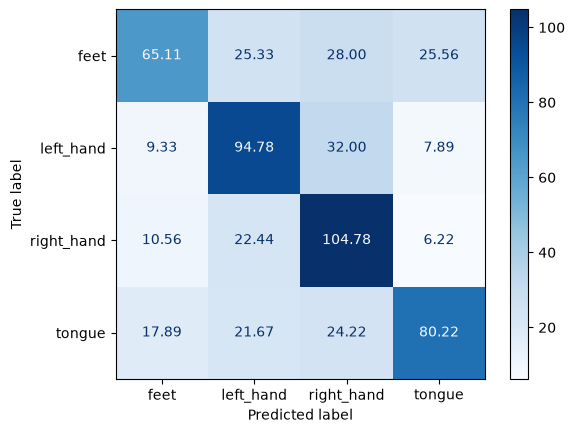 feet 65.11 25.33 28.00 25.56
left_hand 9.33 94.78 32.00 7.89
right_hand 10.56 22.44 104.78 6.22
tongue 17.89 21.67 24.22 80.22
feet left_hand right_hand tongue
Predicted label
True label
100
80
60
40
20